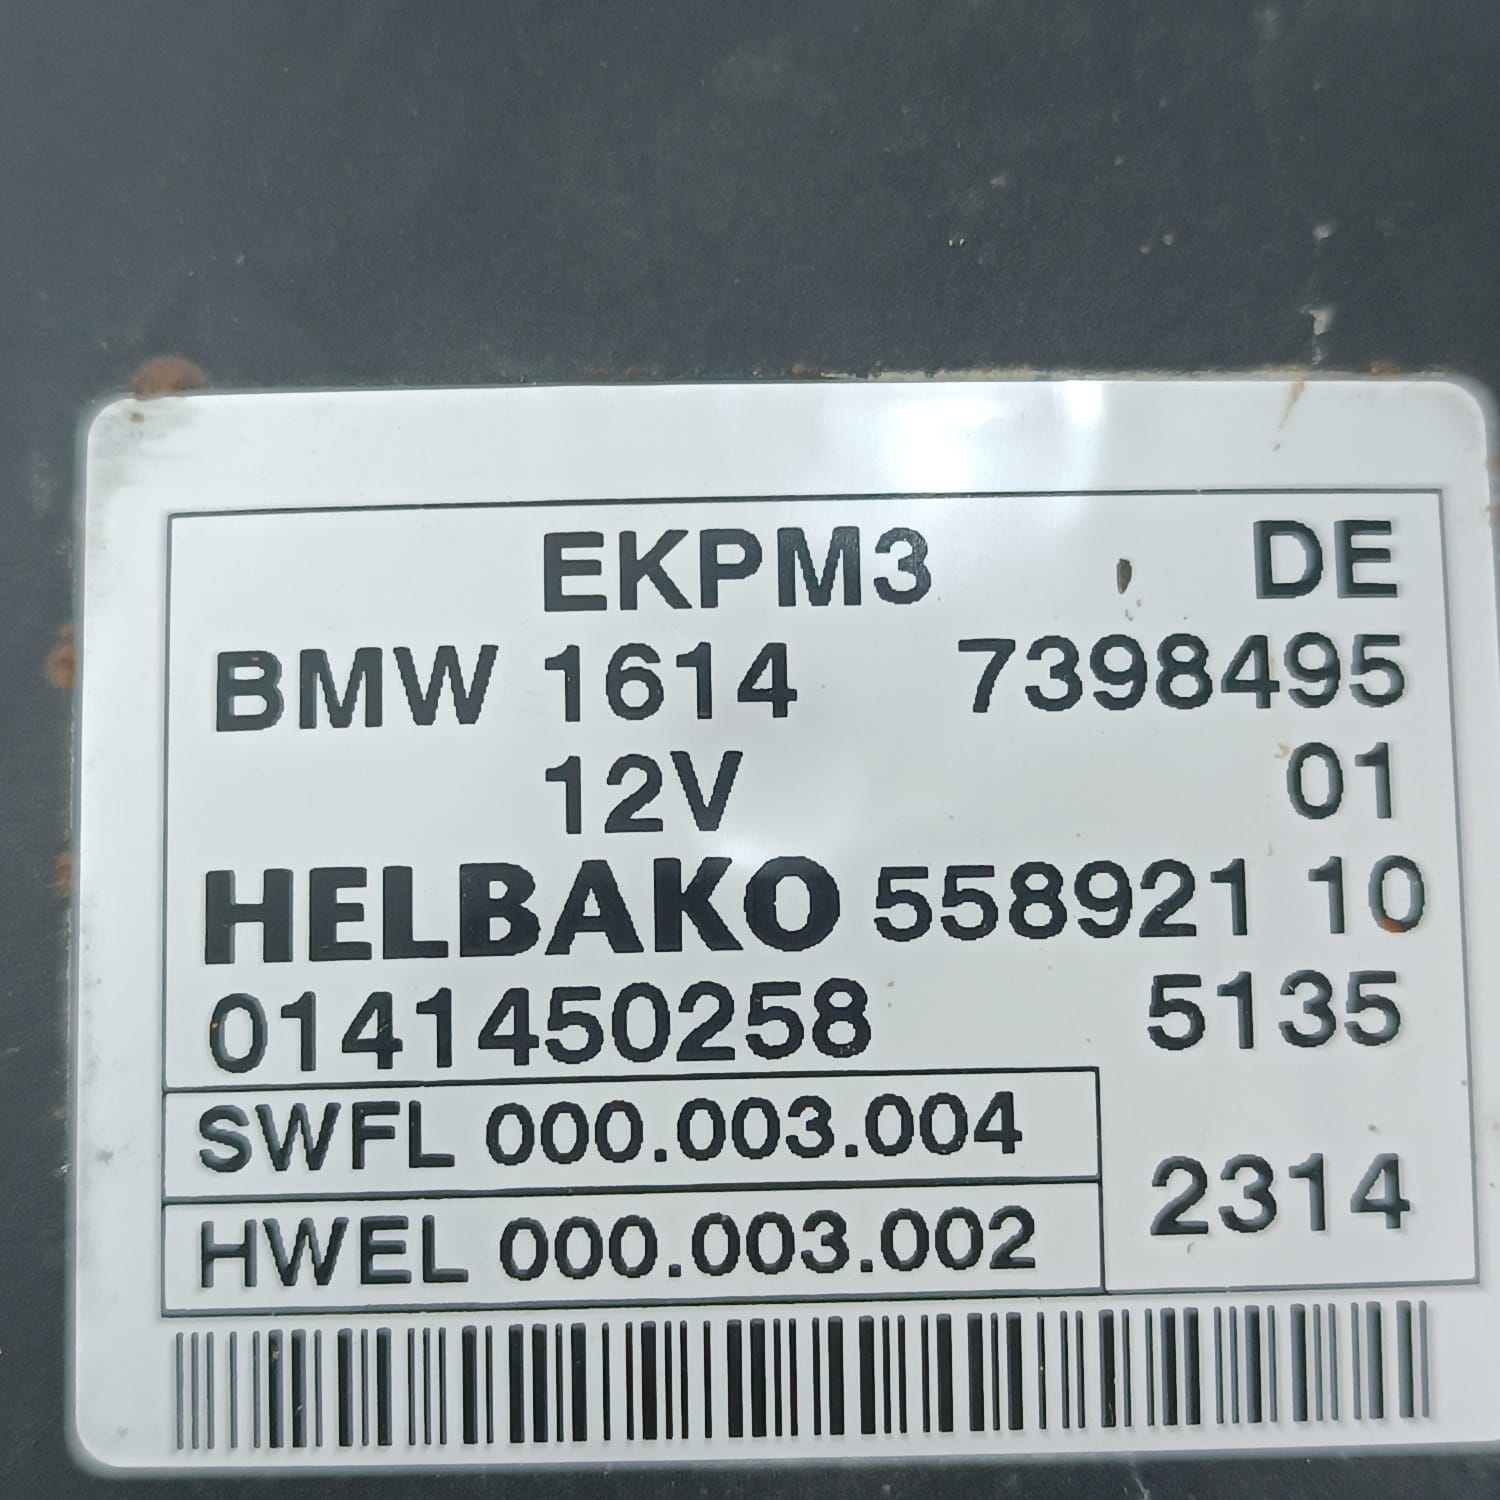 EKPM3 DE
BMW 1614 7398495
12V 01
HELBAKO 558921 10
0141450258 5135
SWFL 000.003.004
2314
HWEL 000.003.002